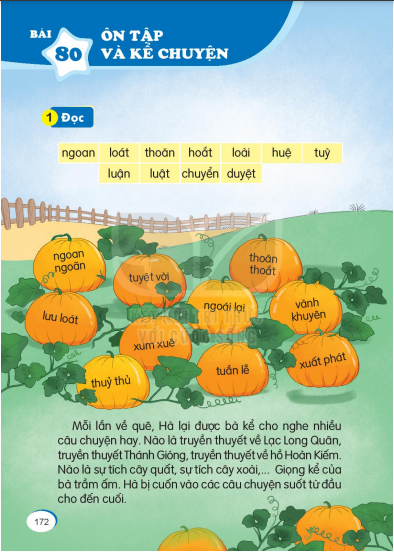 BÀI
80
ÔN TẬP
VÀ KỂ CHUYỆN
1 Đọc
ngoan loát thoăn hoắt loài huệ tuỳ
luận luật chuyển duyệt
ngoan
ngoãn
tuyệt vời
thoăn
thoắt
lưu loát
ngoái lại
vành
khuyên
xum xuê
tuần lễ
xuất phát
thuỷ thủ
Mỗi lần về quê, Hà lại được bà kể cho nghe nhiều
câu chuyện hay. Nào là truyền thuyết về Lạc Long Quân,
truyền thuyết Thánh Gióng, truyền thuyết về hồ Hoàn Kiếm.
Nào là sự tích cây quất, sự tích cây xoài,... Giọng kể của
bà trầm ấm. Hà bị cuốn vào các câu chuyện suốt từ đầu
cho đến cuối.
172